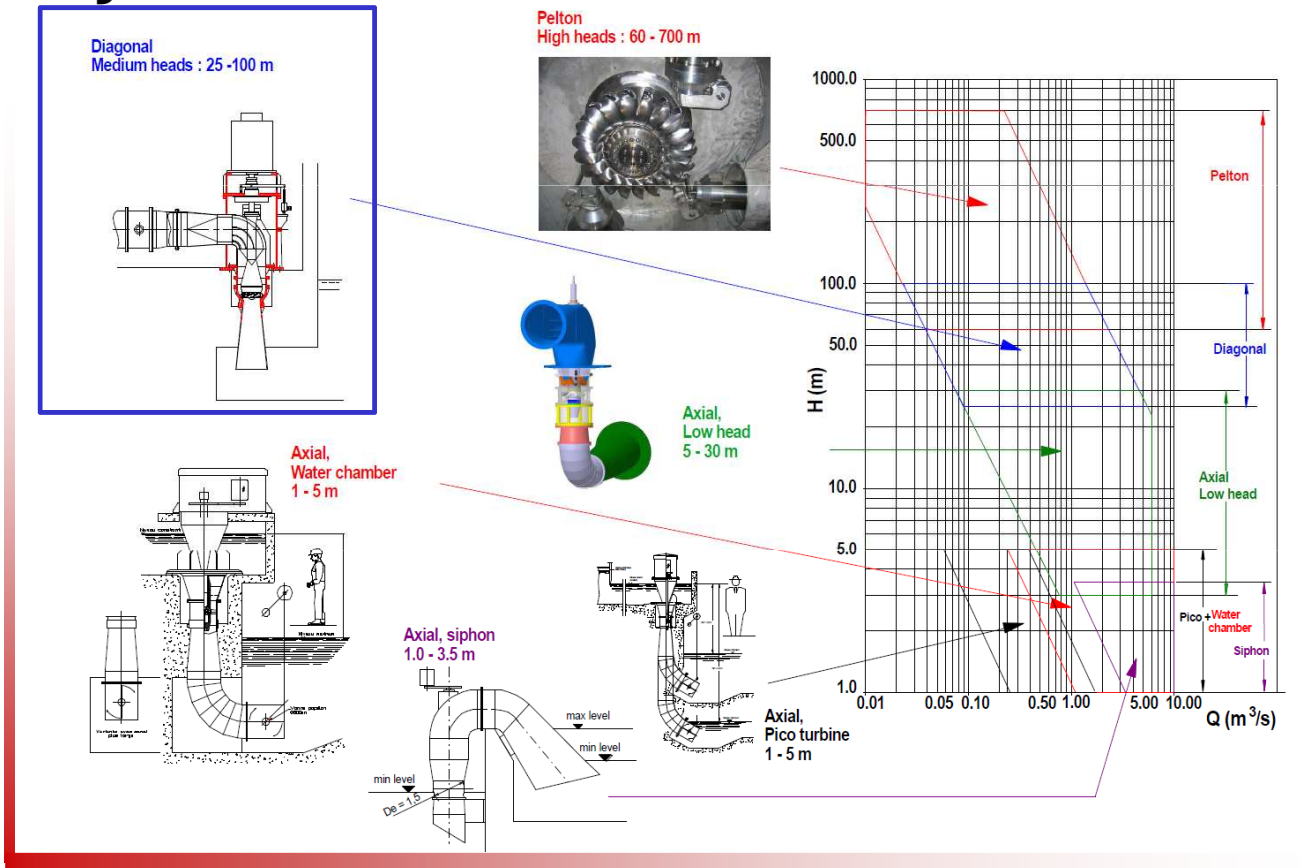 Diagonal
Medium heads : 25 -100 m
Pelton
High heads : 60 - 700 m
Axial,
Low head
5 - 30 m
Axial,
Water chamber
1 - 5 m
Axial, siphon
1.0 - 3.5 m
max level
min level
min level
De = 1,5
Axial,
Pico turbine
1 - 5 m
1000.0
500.0
100.0
50.0
10.0
5.0
1.0
H (m)
0.01
0.05
0.10
0.50
1.00
5.00
10.00
Q (m³/s)
Pelton
Diagonal
Axial
Low head
Pico + Water
chamber
Siphon